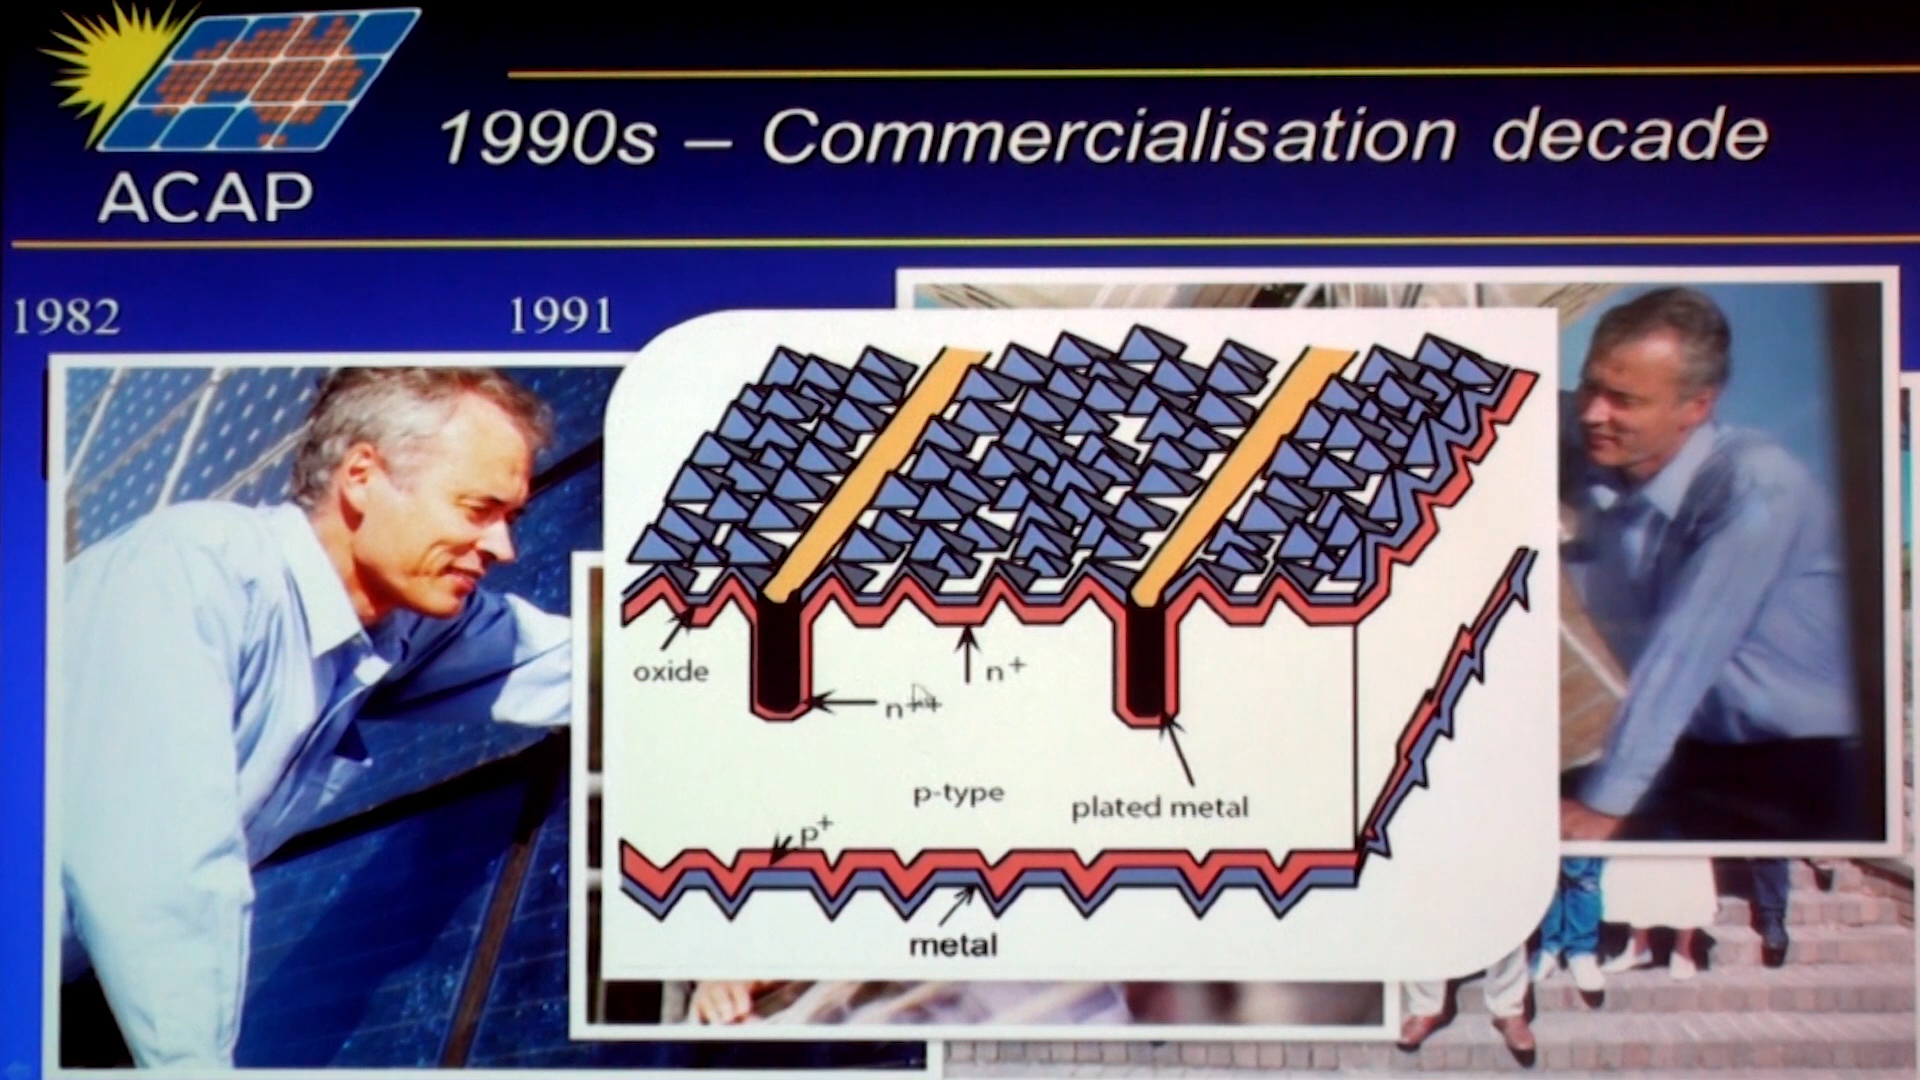 1990s – Commercialisation decade
ACAP
1982
1991
oxide
n+
n++
p-type
plated metal
p+
metal